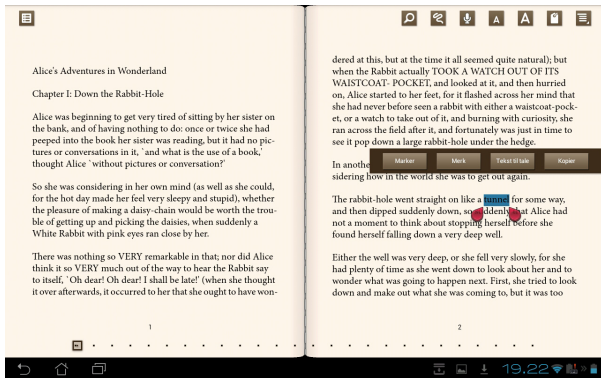 Alice's Adventures in Wonderland
Chapter I: Down the Rabbit-Hole
Alice was beginning to get very tired of sitting by her sister on
the bank, and of having nothing to do: once or twice she had
peeped into the book her sister was reading, but it had no pic-
tures or conversations in it, `and what is the use of a book,'
thought Alice `without pictures or conversation?'
So she was considering in her own mind (as well as she could,
for the hot day made her feel very sleepy and stupid), whether
the pleasure of making a daisy-chain would be worth the trou-
ble of getting up and picking the daisies, when suddenly a
White Rabbit with pink eyes ran close by her.
There was nothing so VERY remarkable in that; nor did Alice
think it so VERY much out of the way to hear the Rabbit say
to itself, `Oh dear! Oh dear! I shall be late!' (when she thought
it over afterwards, it occurred to her that she ought to have won-
1
dered at this, but at the time it all seemed quite natural); but
when the Rabbit actually TOOK A WATCH OUT OF ITS
WAISTCOAT- POCKET, and looked at it, and then hurried
on, Alice started to her feet, for it flashed across her mind that
she had never before seen a rabbit with either a waistcoat-pock-
et, or a watch to take out of it, and burning with curiosity, she
ran across the field after it, and fortunately was just in time to
see it pop down a large rabbit-hole under the hedge.
In anothe
Marker Merk Tekst til tale Kopier
sidering how in the world she was to get out again.
The rabbit-hole went straight on like a tunnel for some way,
and then dipped suddenly down, so suddenly that Alice had
not a moment to think about stopping herself before she
found herself falling down a very deep well.
Either the well was very deep, or she fell very slowly, for she
had plenty of time as she went down to look about her and to
wonder what was going to happen next. First, she tried to look
down and make out what she was coming to, but it was too
2
19.22